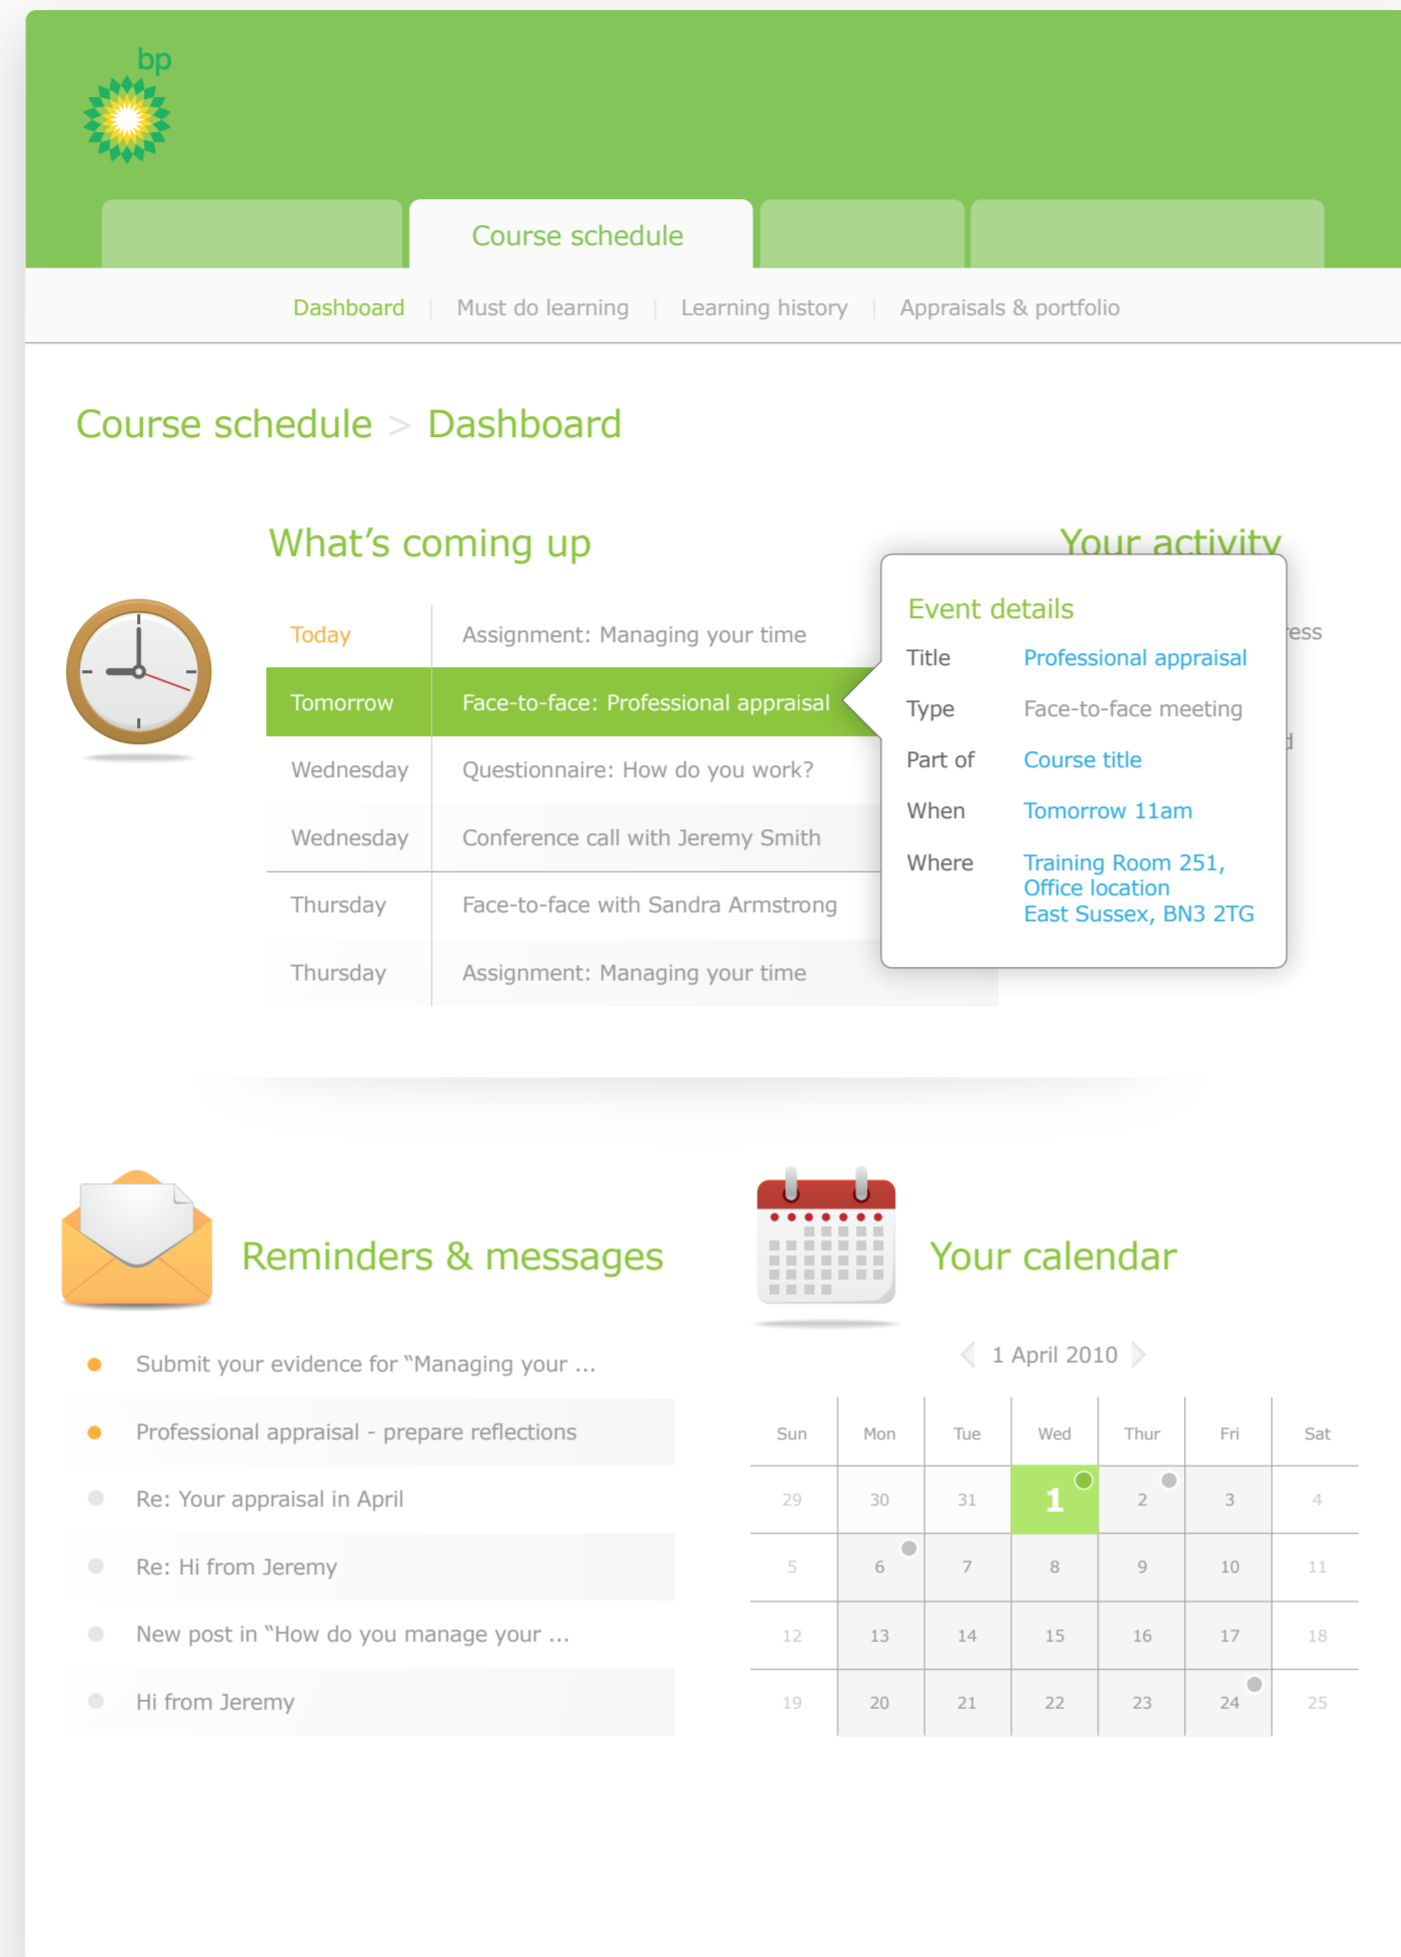 bp
Course schedule
Dashboard | Must do learning | Learning history | Appraisals & portfolio
Course schedule > Dashboard
What’s coming up
Today Assignment: Managing your time
Tomorrow Face-to-face: Professional appraisal
Wednesday Questionnaire: How do you work?
Wednesday Conference call with Jeremy Smith
Thursday Face-to-face with Sandra Armstrong
Thursday Assignment: Managing your time
Your activity
Event details
Title Professional appraisal
Type Face-to-face meeting
Part of Course title
When Tomorrow 11am
Where Training Room 251,
Office location
East Sussex, BN3 2TG
Reminders & messages
Submit your evidence for “Managing your ...
Professional appraisal - prepare reflections
Re: Your appraisal in April
Re: Hi from Jeremy
New post in “How do you manage your ...
Hi from Jeremy
Your calendar
1 April 2010
Sun Mon Tue Wed Thur Fri Sat
29 30 31 1 2 3 4
5 6 7 8 9 10 11
12 13 14 15 16 17 18
19 20 21 22 23 24 25